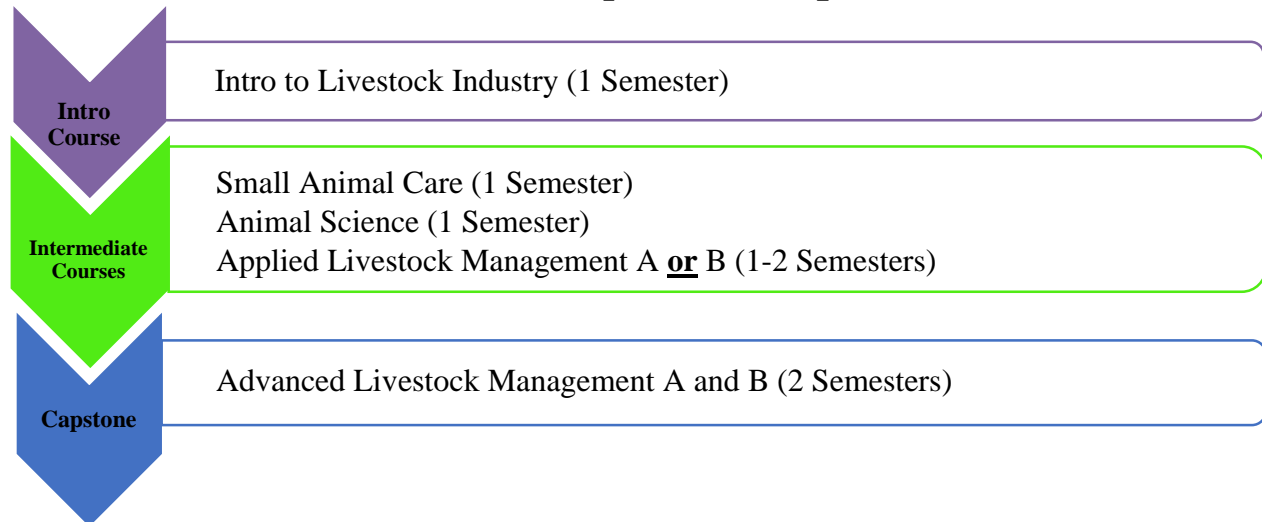 Intro
Course
Intro to Livestock Industry (1 Semester)
Intermediate
Courses
Small Animal Care (1 Semester)
Animal Science (1 Semester)
Applied Livestock Management A or B (1-2 Semesters)
Capstone
Advanced Livestock Management A and B (2 Semesters)